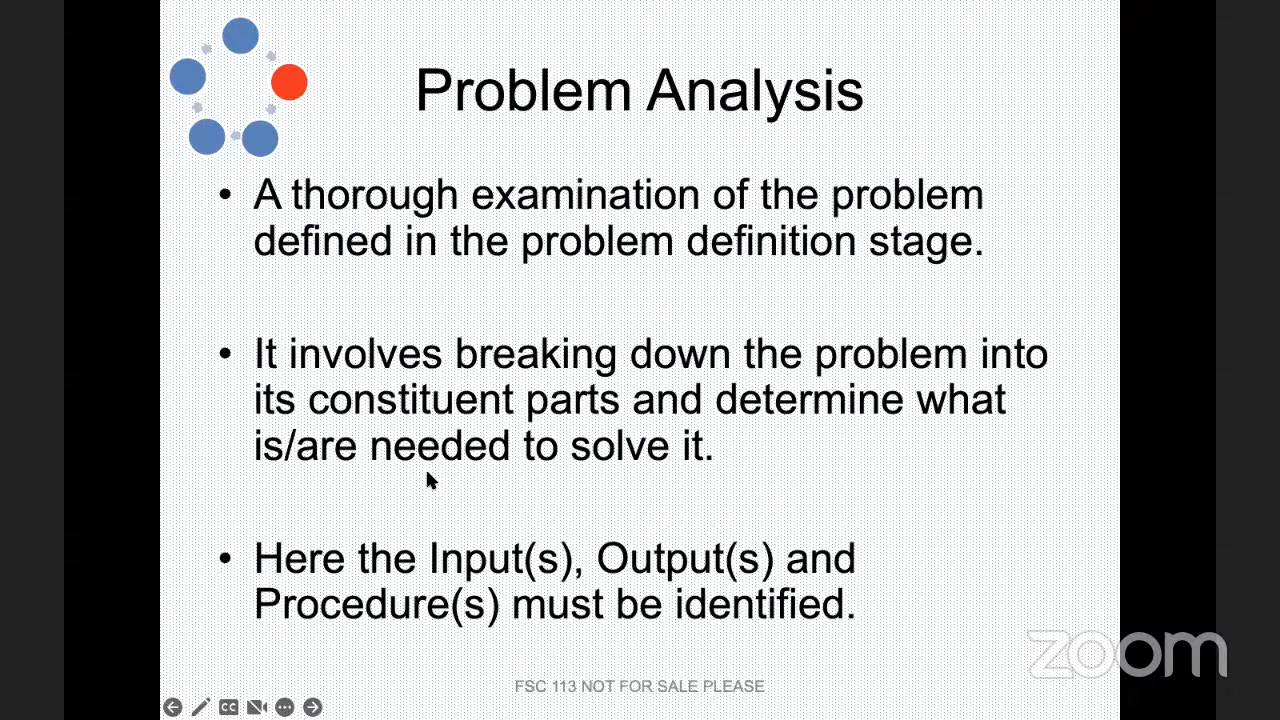 Problem Analysis
• A thorough examination of the problem
defined in the problem definition stage.
• It involves breaking down the problem into
its constituent parts and determine what
is/are needed to solve it.
• Here the Input(s), Output(s) and
Procedure(s) must be identified.
zoom
FSC 113 NOT FOR SALE PLEASE
CC